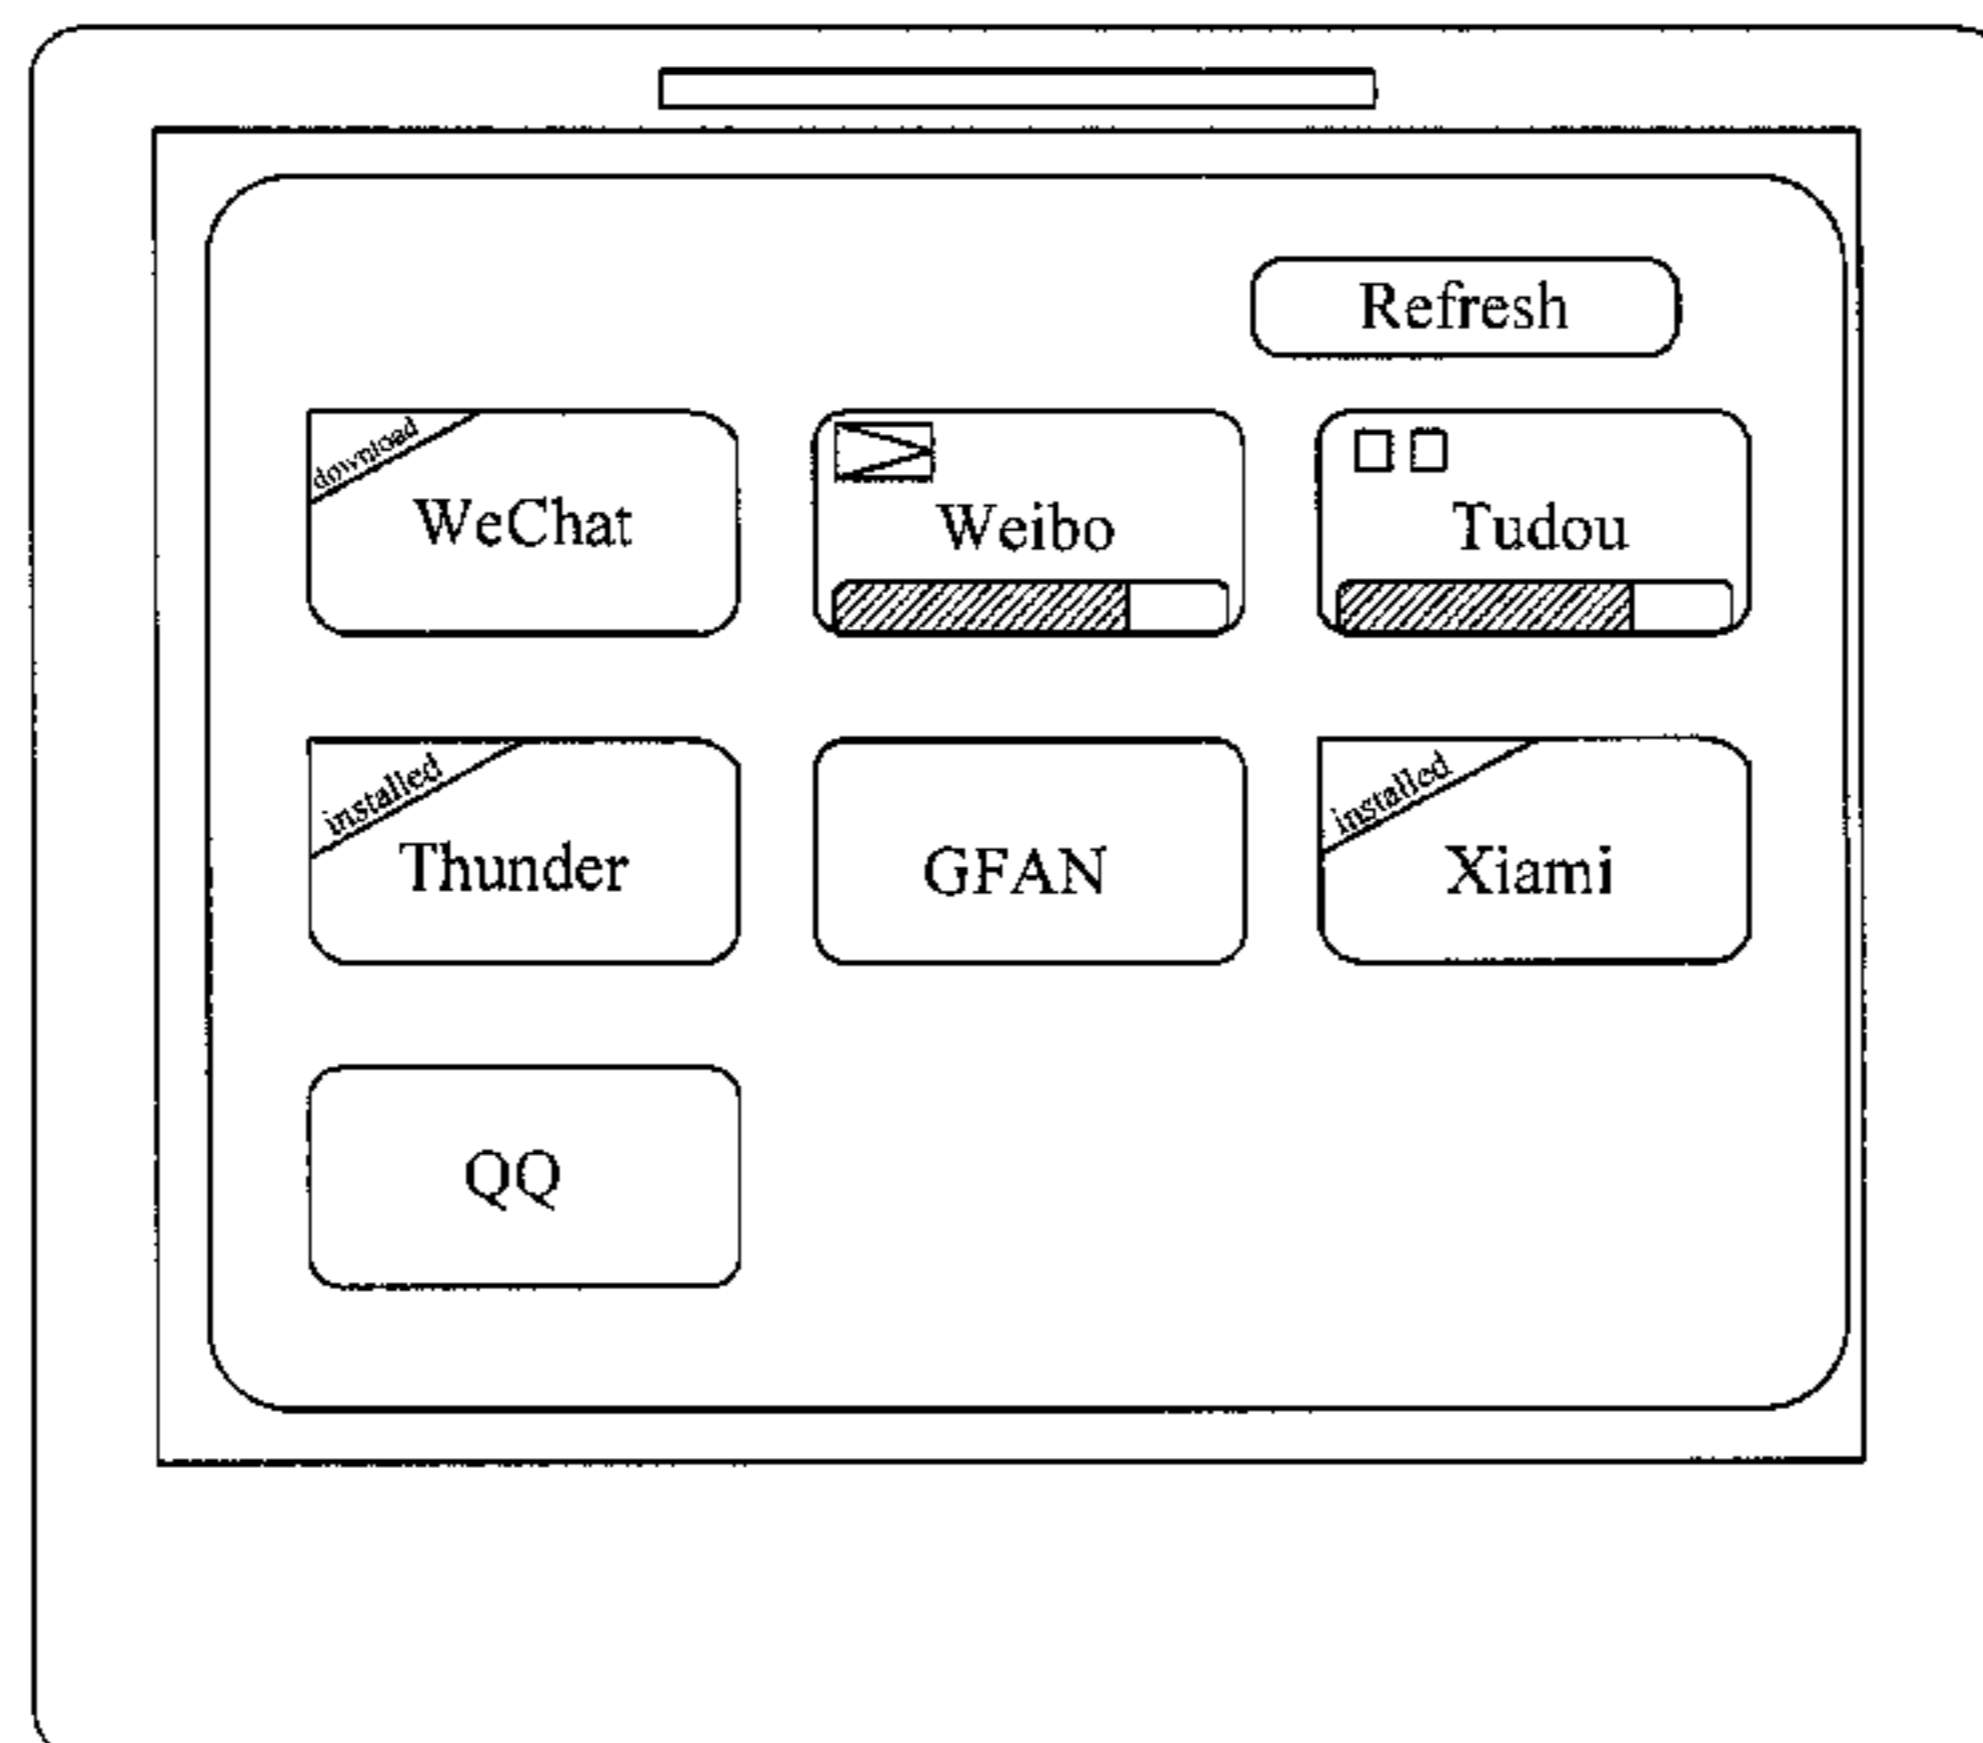 Refresh
download
WeChat
Weibo
Tudou
installed
Thunder
GFAN
installed
Xiami
QQ